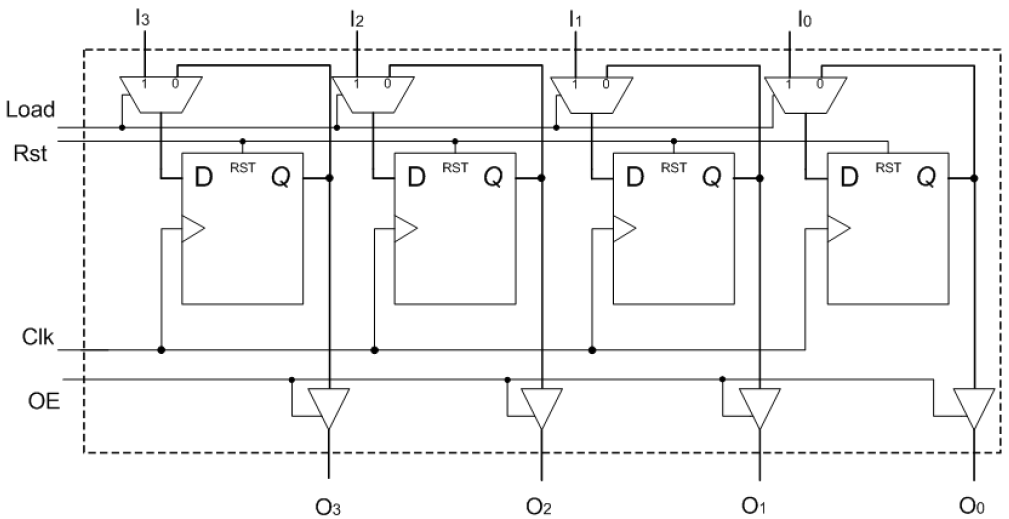 I3 I2 I1 I0
1 0 1 0 1 0 1 0
Load
Rst
RST RST RST RST
D Q D Q D Q D Q
Clk
OE
O3 O2 O1 O0